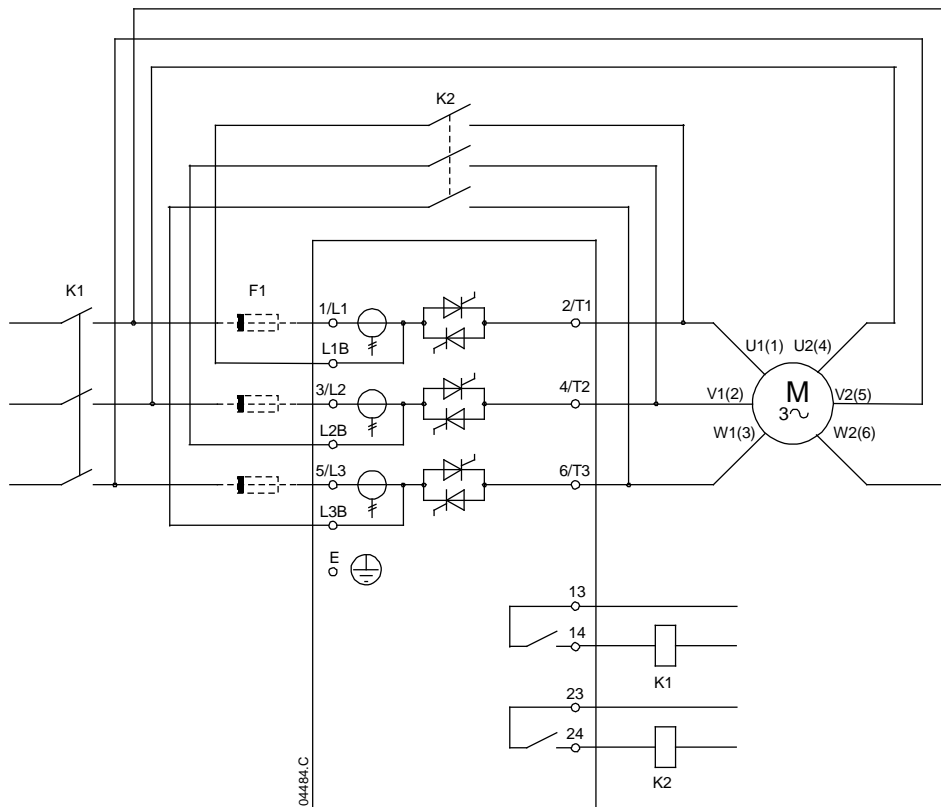 K2
K1
F1
1/L1
2/T1
L1B
U1(1) U2(4)
3/L2
4/T2
V1(2)
M
3~
V2(5)
L2B
W1(3)
W2(6)
5/L3
6/T3
L3B
E
13
14
K1
23
24
K2
04484.C